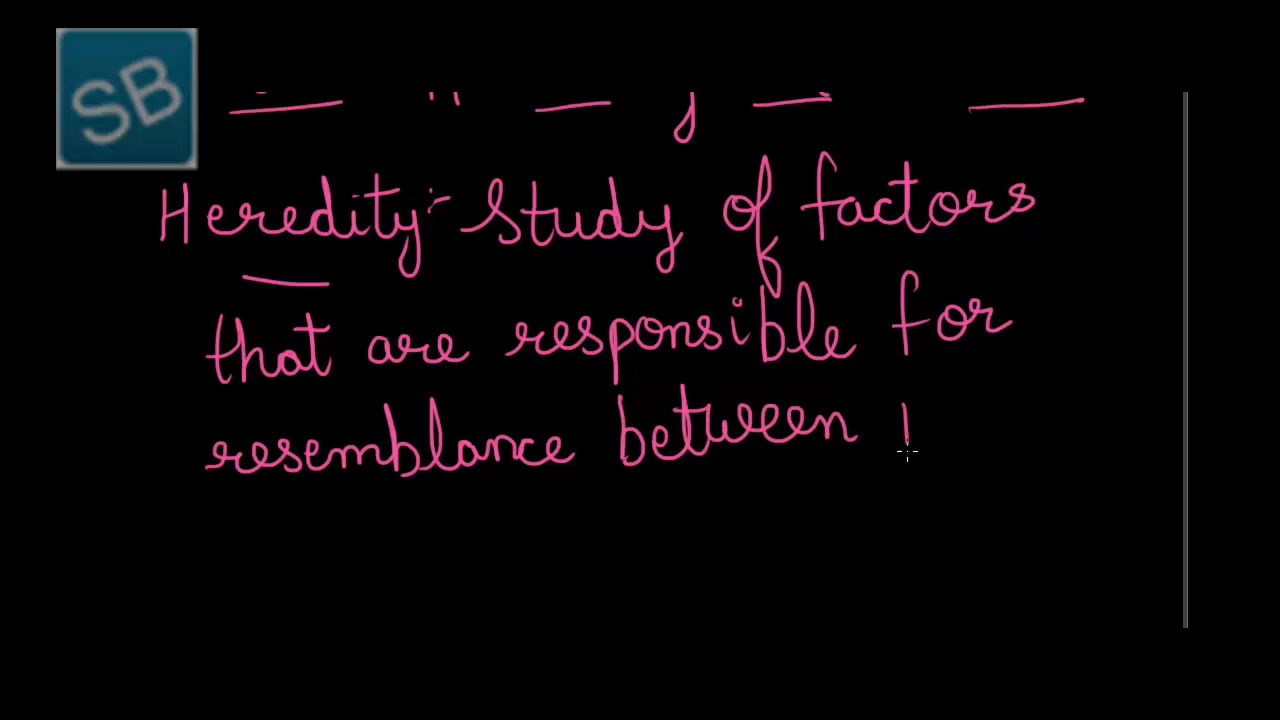 SB
Heredity - Study of factors
that are responsible for
resemblance between